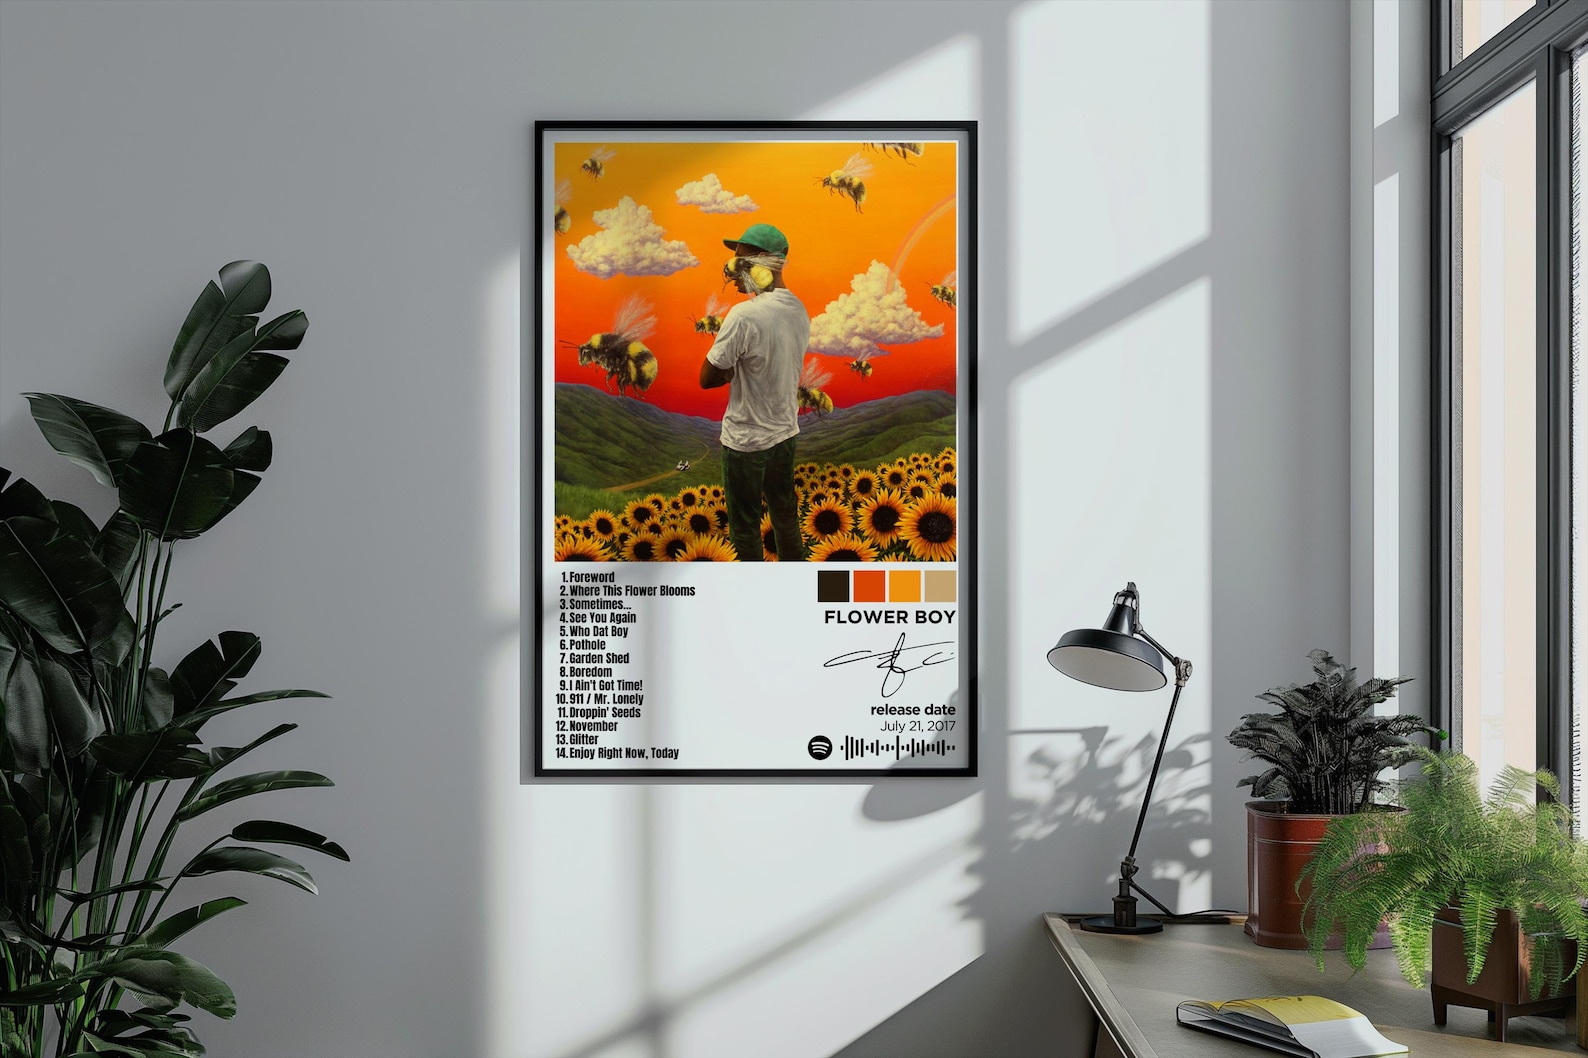 1. Foreword
2. Where This Flower Blooms
3. Sometimes...
4. See You Again
5. Who Dat Boy
6. Pothole
7. Garden Shed
8. Boredom
9. I Ain't Got Time!
10. 911 / Mr. Lonely
11. Droppin' Seeds
12. November
13. Glitter
14. Enjoy Right Now, Today
FLOWER BOY
release date
July 21, 2017